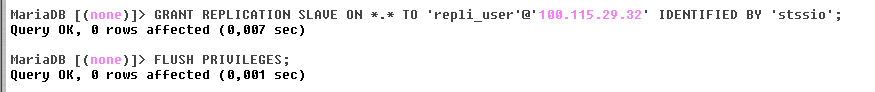 MariaDB [(none)]> GRANT REPLICATION SLAVE ON *.* TO 'repli_user'@'100.115.29.32' IDENTIFIED BY 'stssio';
Query OK, 0 rows affected (0,007 sec)
MariaDB [(none)]> FLUSH PRIVILEGES;
Query OK, 0 rows affected (0,001 sec)